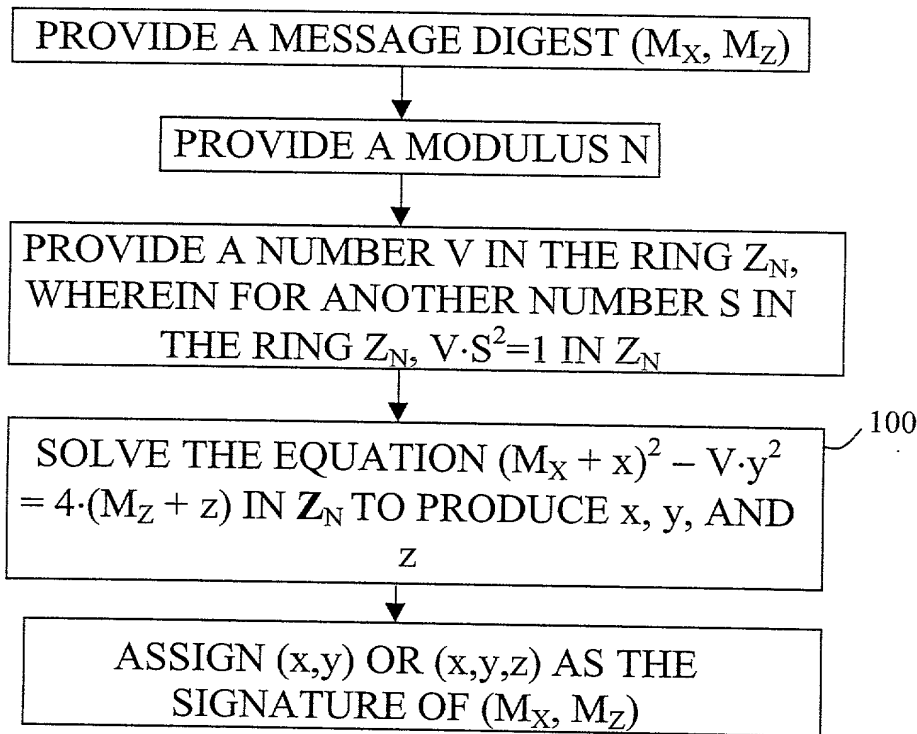 PROVIDE A MESSAGE DIGEST (M_X, M_Z)
PROVIDE A MODULUS N
PROVIDE A NUMBER V IN THE RING Z_N,
WHEREIN FOR ANOTHER NUMBER S IN
THE RING Z_N, V·S²=1 IN Z_N
100
SOLVE THE EQUATION (M_X + x)² – V·y²
= 4·(M_Z + z) IN Z_N TO PRODUCE x, y, AND
z
ASSIGN (x,y) OR (x,y,z) AS THE
SIGNATURE OF (M_X, M_Z)